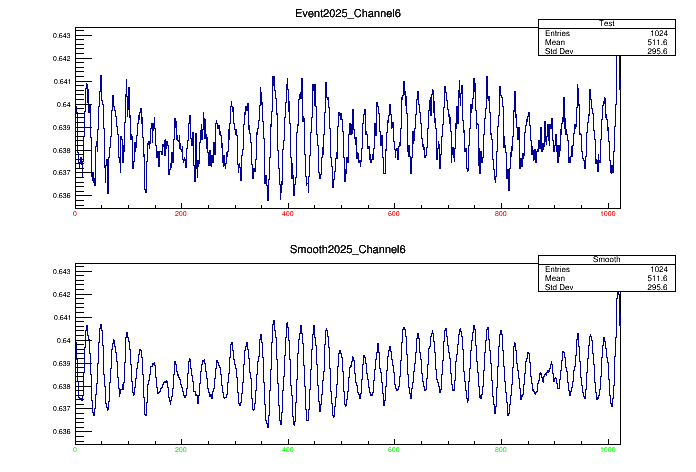 Event2025_Channel6
Test
Entries 1024
Mean 511.6
Std Dev 295.6
0.643
0.642
0.641
0.64
0.639
0.638
0.637
0.636
0 200 400 600 800 1000
Smooth2025_Channel6
Smooth
Entries 1024
Mean 511.6
Std Dev 295.6
0.643
0.642
0.641
0.64
0.639
0.638
0.637
0.636
0 200 400 600 800 1000